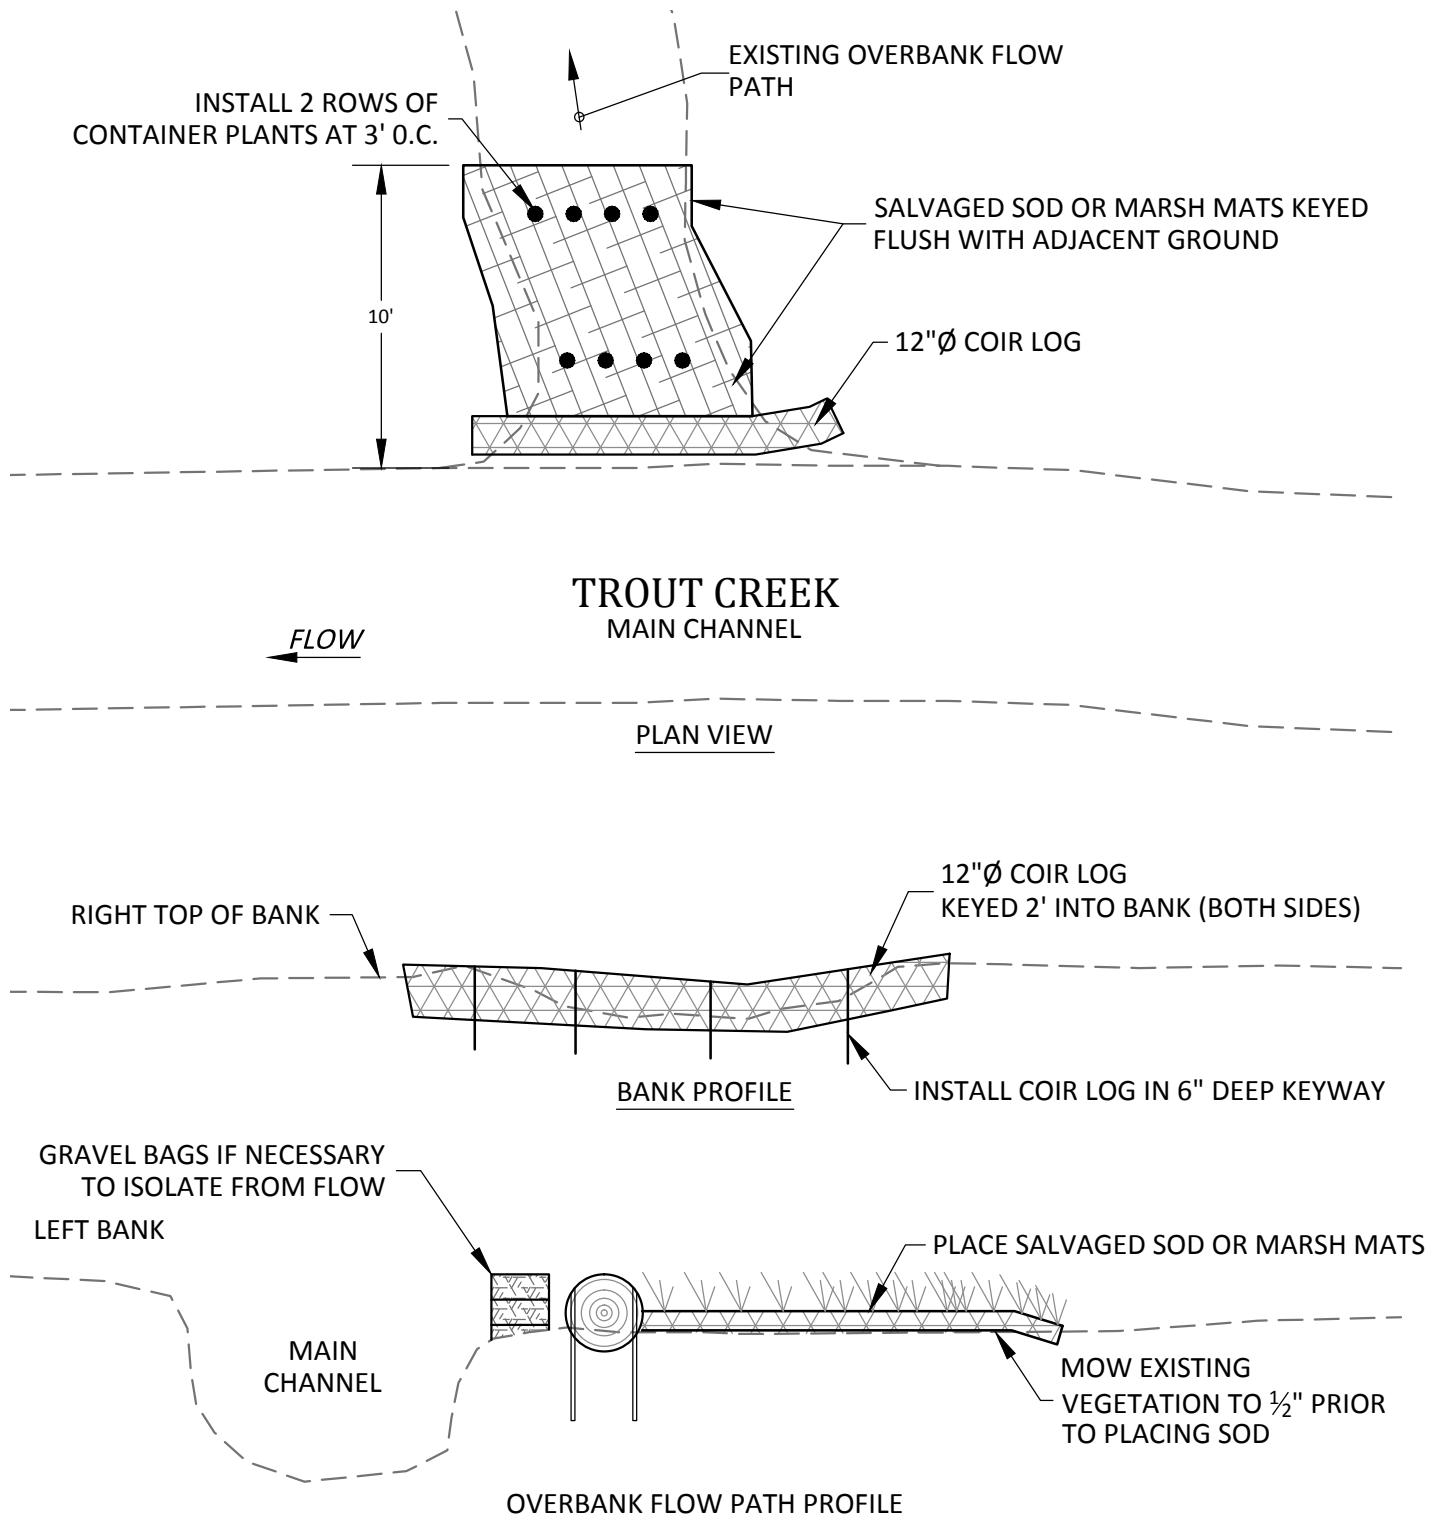 EXISTING OVERBANK FLOW
PATH
INSTALL 2 ROWS OF
CONTAINER PLANTS AT 3' 0.C.
SALVAGED SOD OR MARSH MATS KEYED
FLUSH WITH ADJACENT GROUND
10'
12"Ø COIR LOG
TROUT CREEK
MAIN CHANNEL
FLOW
PLAN VIEW
12"Ø COIR LOG
KEYED 2' INTO BANK (BOTH SIDES)
RIGHT TOP OF BANK
INSTALL COIR LOG IN 6" DEEP KEYWAY
BANK PROFILE
GRAVEL BAGS IF NECESSARY
TO ISOLATE FROM FLOW
LEFT BANK
PLACE SALVAGED SOD OR MARSH MATS
MAIN
CHANNEL
MOW EXISTING
VEGETATION TO ½" PRIOR
TO PLACING SOD
OVERBANK FLOW PATH PROFILE